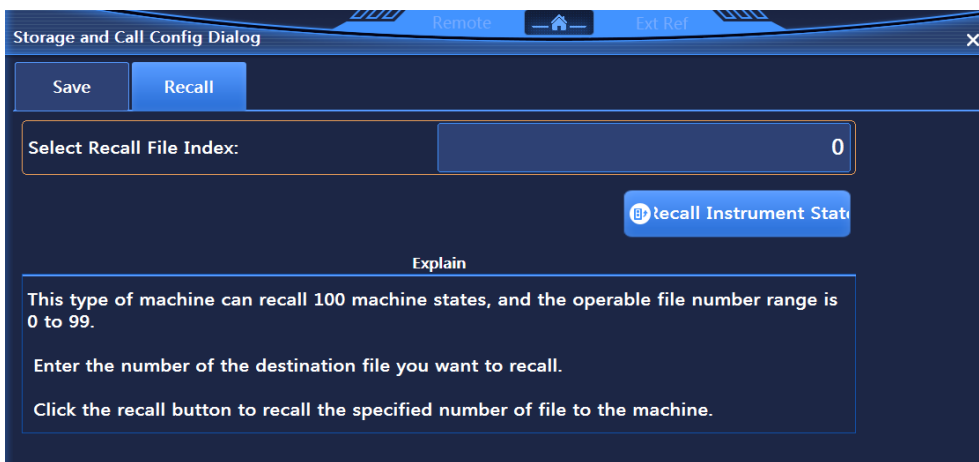 Remote
Ext Ref
Storage and Call Config Dialog
Save
Recall
Select Recall File Index:
0
Recall Instrument State
Explain
This type of machine can recall 100 machine states, and the operable file number range is
0 to 99.
Enter the number of the destination file you want to recall.
Click the recall button to recall the specified number of file to the machine.